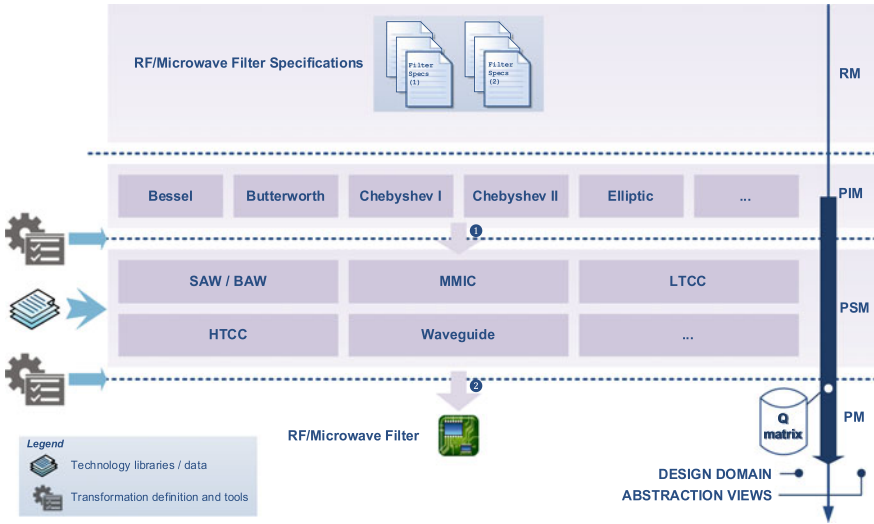 RF/Microwave Filter Specifications
Filter
Specs
(1)
Filter
Specs
(2)
RM
Bessel
Butterworth
Chebyshev I
Chebyshev II
Elliptic
...
PIM
1
SAW / BAW
MMIC
LTCC
PSM
HTCC
Waveguide
...
2
RF/Microwave Filter
Q
matrix
PM
Legend
Technology libraries / data
Transformation definition and tools
DESIGN DOMAIN
ABSTRACTION VIEWS